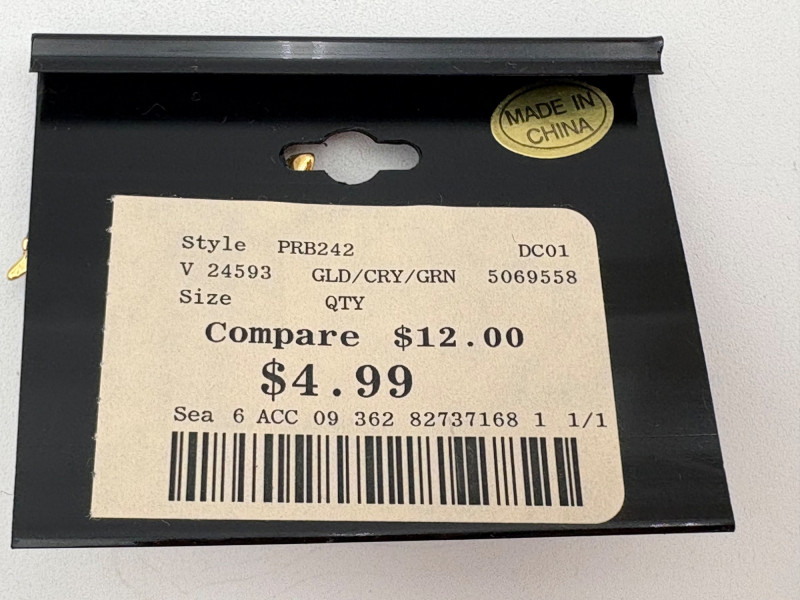 MADE IN
CHINA
Style PRB242 DC01
V 24593 GLD/CRY/GRN 5069558
Size QTY
Compare $12.00
$4.99
Sea 6 ACC 09 362 82737168 1 1/1